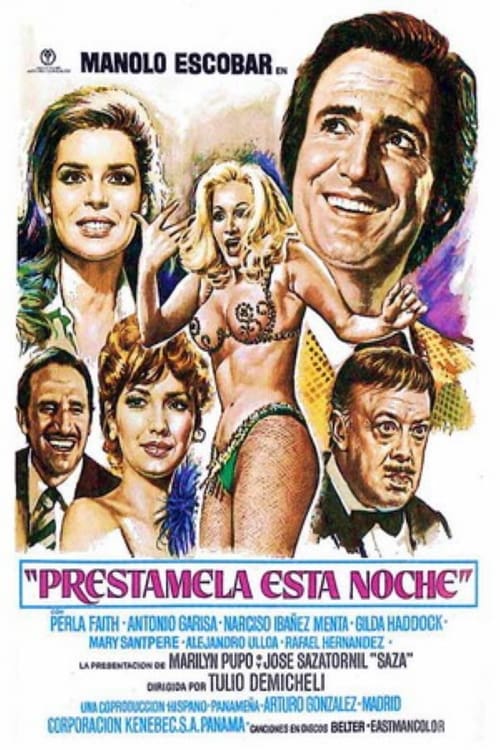 MANOLO ESCOBAR EN
"PRESTAMELA ESTA NOCHE"
con
PERLA FAITH · ANTONIO GARISA · NARCISO IBAÑEZ MENTA · GILDA HADDOCK ·
MARY SANTPERE · ALEJANDRO ULLOA · RAFAEL HERNANDEZ ·
LA PRESENTACION DE MARILYN PUPO Y JOSE SAZATORNIL "SAZA"
DIRIGIDA POR TULIO DEMICHELI
UNA COPRODUCCION HISPANO-PANAMEÑA · ARTURO GONZALEZ · MADRID
CORPORACION KENEBEC.S.A.PANAMA · CANCIONES EN DISCOS BELTER · EASTMANCOLOR